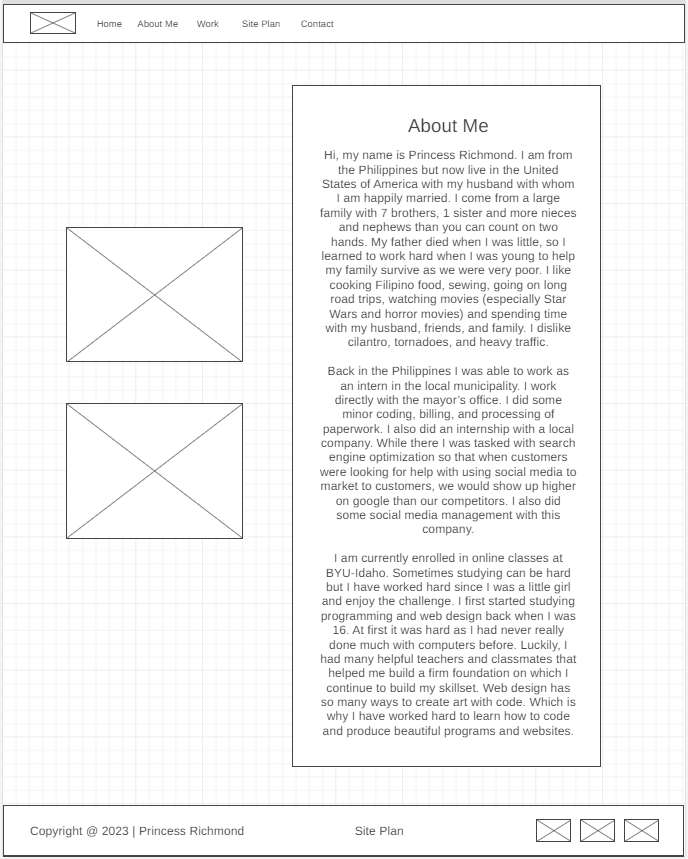 Home About Me Work Site Plan Contact
About Me
Hi, my name is Princess Richmond. I am from
the Philippines but now live in the United
States of America with my husband with whom
I am happily married. I come from a large
family with 7 brothers, 1 sister and more nieces
and nephews than you can count on two
hands. My father died when I was little, so I
learned to work hard when I was young to help
my family survive as we were very poor. I like
cooking Filipino food, sewing, going on long
road trips, watching movies (especially Star
Wars and horror movies) and spending time
with my husband, friends, and family. I dislike
cilantro, tornadoes, and heavy traffic.
Back in the Philippines I was able to work as
an intern in the local municipality. I work
directly with the mayor’s office. I did some
minor coding, billing, and processing of
paperwork. I also did an internship with a local
company. While there I was tasked with search
engine optimization so that when customers
were looking for help with using social media to
market to customers, we would show up higher
on google than our competitors. I also did
some social media management with this
company.
I am currently enrolled in online classes at
BYU-Idaho. Sometimes studying can be hard
but I have worked hard since I was a little girl
and enjoy the challenge. I first started studying
programming and web design back when I was
16. At first it was hard as I had never really
done much with computers before. Luckily, I
had many helpful teachers and classmates that
helped me build a firm foundation on which I
continue to build my skillset. Web design has
so many ways to create art with code. Which is
why I have worked hard to learn how to code
and produce beautiful programs and websites.
Copyright @ 2023 | Princess Richmond Site Plan